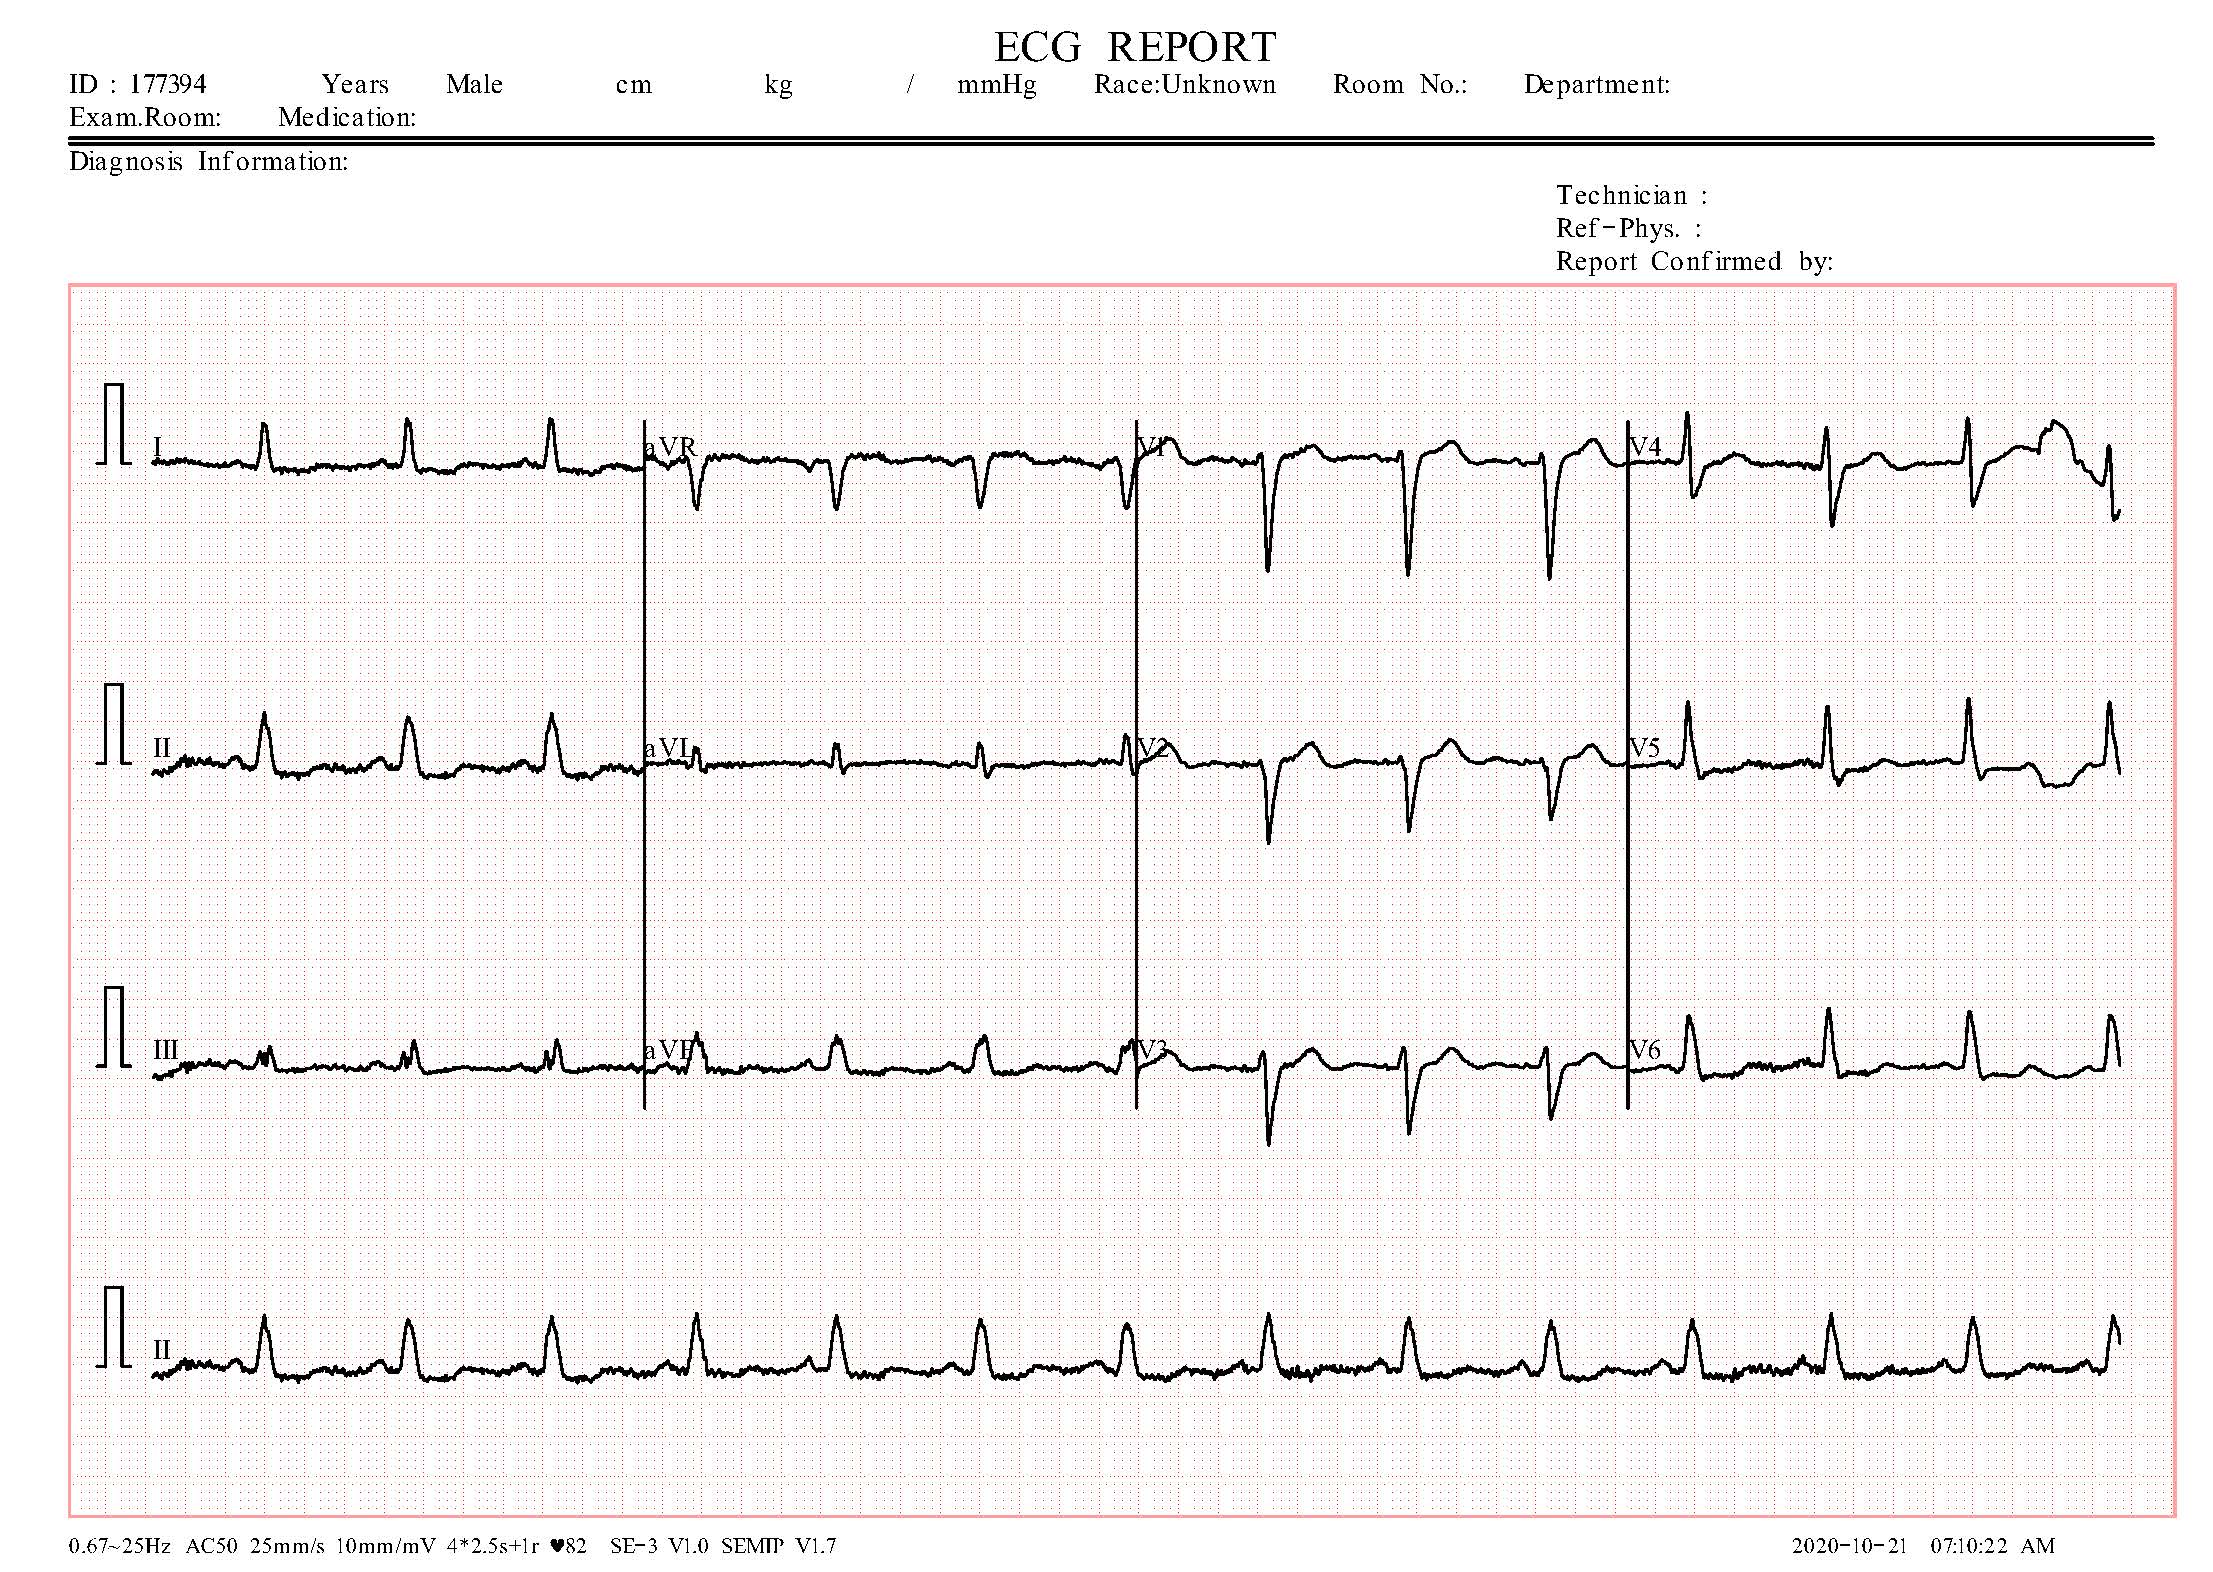 ECG REPORT
ID : 177394 Years Male cm kg / mmHg Race:Unknown Room No.: Department:
Exam.Room: Medication:
Diagnosis Information:
Technician :
Ref-Phys. :
Report Confirmed by:
I aVR V1 V4
II aVL V2 V5
III aVF V3 V6
II
0.67~25Hz AC50 25mm/s 10mm/mV 4*2.5s+1r ♥82 SE-3 V1.0 SEMIP V1.7 2020-10-21 07:10:22 AM